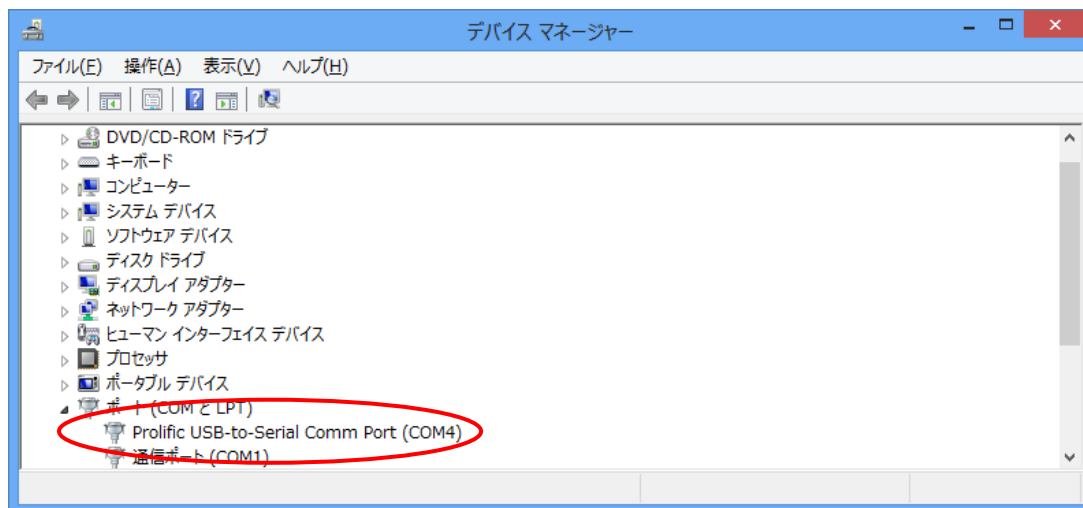 デバイス マネージャー
ファイル(F) 操作(A) 表示(V) ヘルプ(H)
DVD/CD-ROM ドライブ
キーボード
コンピューター
システム デバイス
ソフトウェア デバイス
ディスク ドライブ
ディスプレイ アダプター
ネットワーク アダプター
ヒューマン インターフェイス デバイス
プロセッサ
ポータブル デバイス
ポート (COM と LPT)
Prolific USB-to-Serial Comm Port (COM4)
通信ポート (COM1)